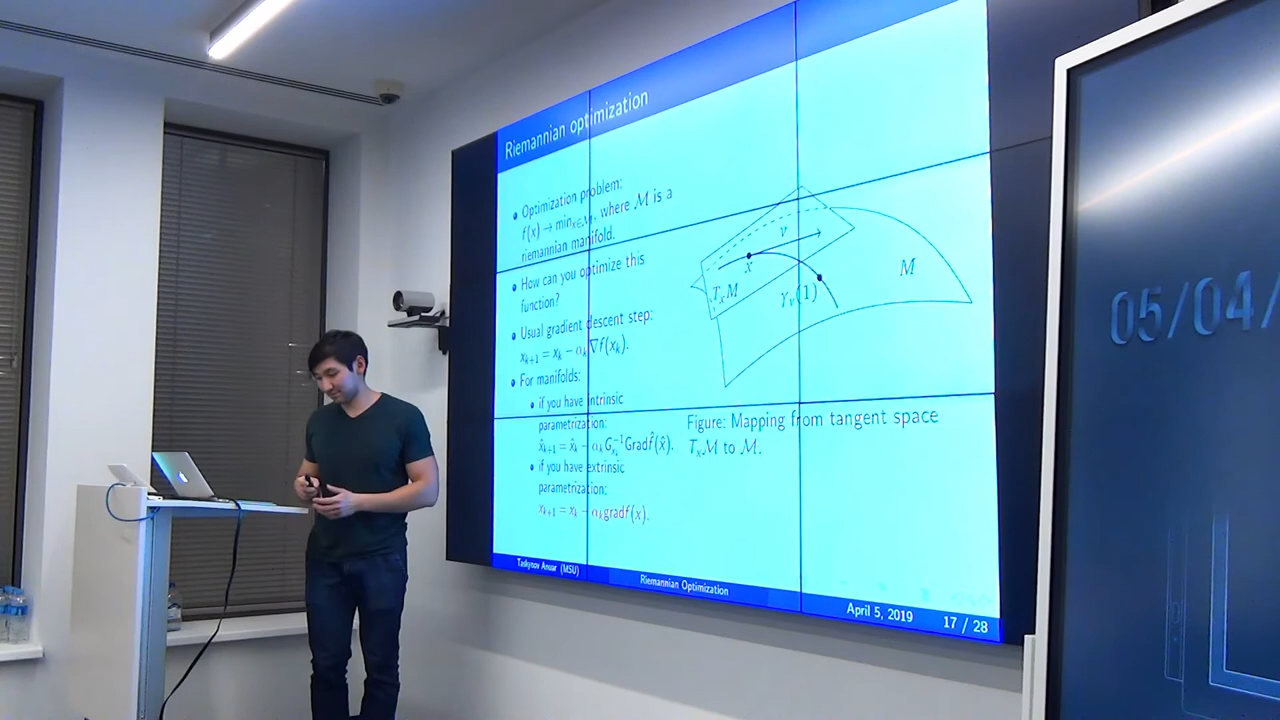 Riemannian optimization
• Optimization problem:
f(x) → min_{x∈M}, where M is a
riemannian manifold.
• How can you optimize this
function?
• Usual gradient descent step:
x_{k+1} = x_k − α_k∇f(x_k).
• For manifolds:
• if you have intrinsic
parametrization:
x̂_{k+1} = x̂_k − α_k G_{x_k}^{−1} Gradf̂(x̂).
• if you have extrinsic
parametrization:
x_{k+1} = x_k − α_k gradf(x).
ν
x
T_xM
γ_ν(1)
M
Figure: Mapping from tangent space
T_xM to M.
Taskynov Anuar (MSU)
Riemannian Optimization
April 5, 2019
17 / 28
05/04/